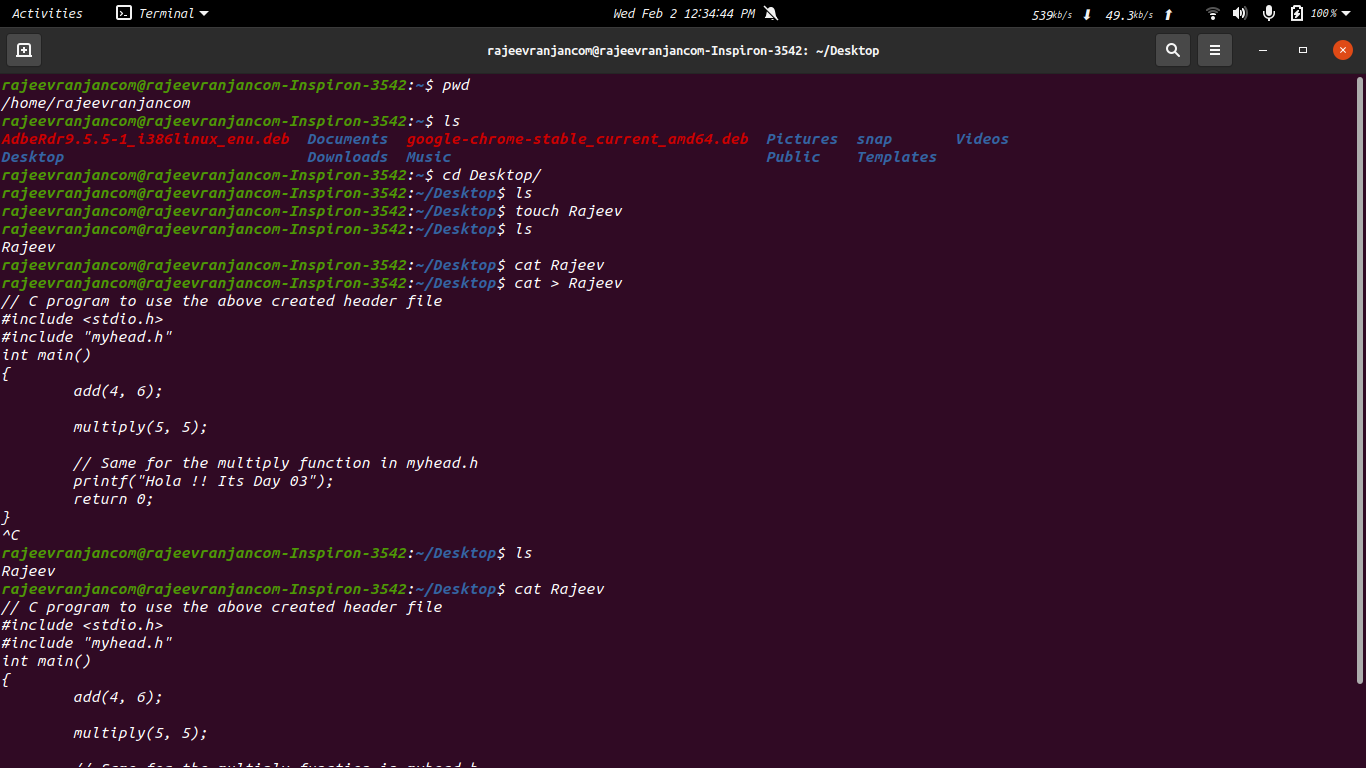 Activities Terminal Wed Feb 2 12:34:44 PM 539kb/s 49.3kb/s 100%
rajeevranjancom@rajeevranjancom-Inspiron-3542: ~/Desktop
rajeevranjancom@rajeevranjancom-Inspiron-3542:~$ pwd
/home/rajeevranjancom
rajeevranjancom@rajeevranjancom-Inspiron-3542:~$ ls
AdbeRdr9.5.5-1_i386linux_enu.deb Documents google-chrome-stable_current_amd64.deb Pictures snap Videos
Desktop Downloads Music Public Templates
rajeevranjancom@rajeevranjancom-Inspiron-3542:~$ cd Desktop/
rajeevranjancom@rajeevranjancom-Inspiron-3542:~/Desktop$ ls
rajeevranjancom@rajeevranjancom-Inspiron-3542:~/Desktop$ touch Rajeev
rajeevranjancom@rajeevranjancom-Inspiron-3542:~/Desktop$ ls
Rajeev
rajeevranjancom@rajeevranjancom-Inspiron-3542:~/Desktop$ cat Rajeev
rajeevranjancom@rajeevranjancom-Inspiron-3542:~/Desktop$ cat > Rajeev
// C program to use the above created header file
#include <stdio.h>
#include "myhead.h"
int main()
{
        add(4, 6);
        multiply(5, 5);
        // Same for the multiply function in myhead.h
        printf("Hola !! Its Day 03");
        return 0;
}
^C
rajeevranjancom@rajeevranjancom-Inspiron-3542:~/Desktop$ ls
Rajeev
rajeevranjancom@rajeevranjancom-Inspiron-3542:~/Desktop$ cat Rajeev
// C program to use the above created header file
#include <stdio.h>
#include "myhead.h"
int main()
{
        add(4, 6);
        multiply(5, 5);
        // Same for the multiply function in myhead.h